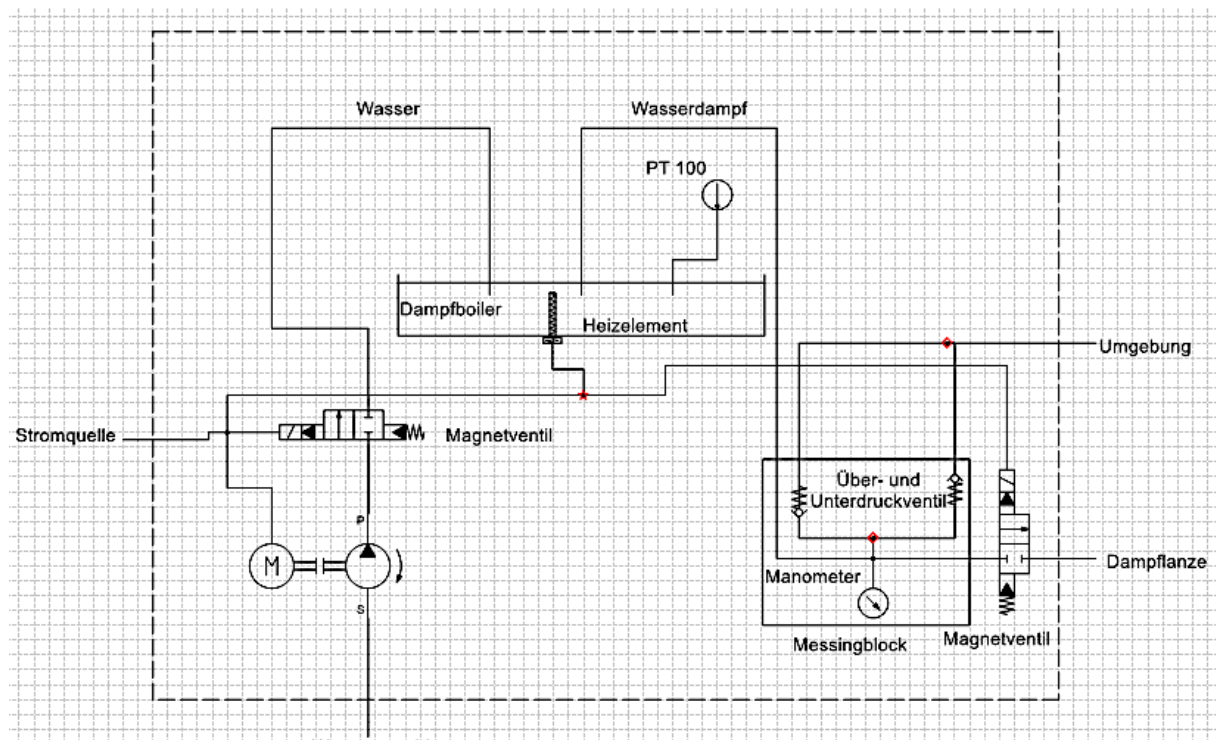 Wasser
Wasserdampf
PT 100
Dampfboiler
Heizelement
Umgebung
Stromquelle
Magnetventil
Über- und
Unterdruckventil
P
M
S
Manometer
Dampflanze
Messingblock
Magnetventil